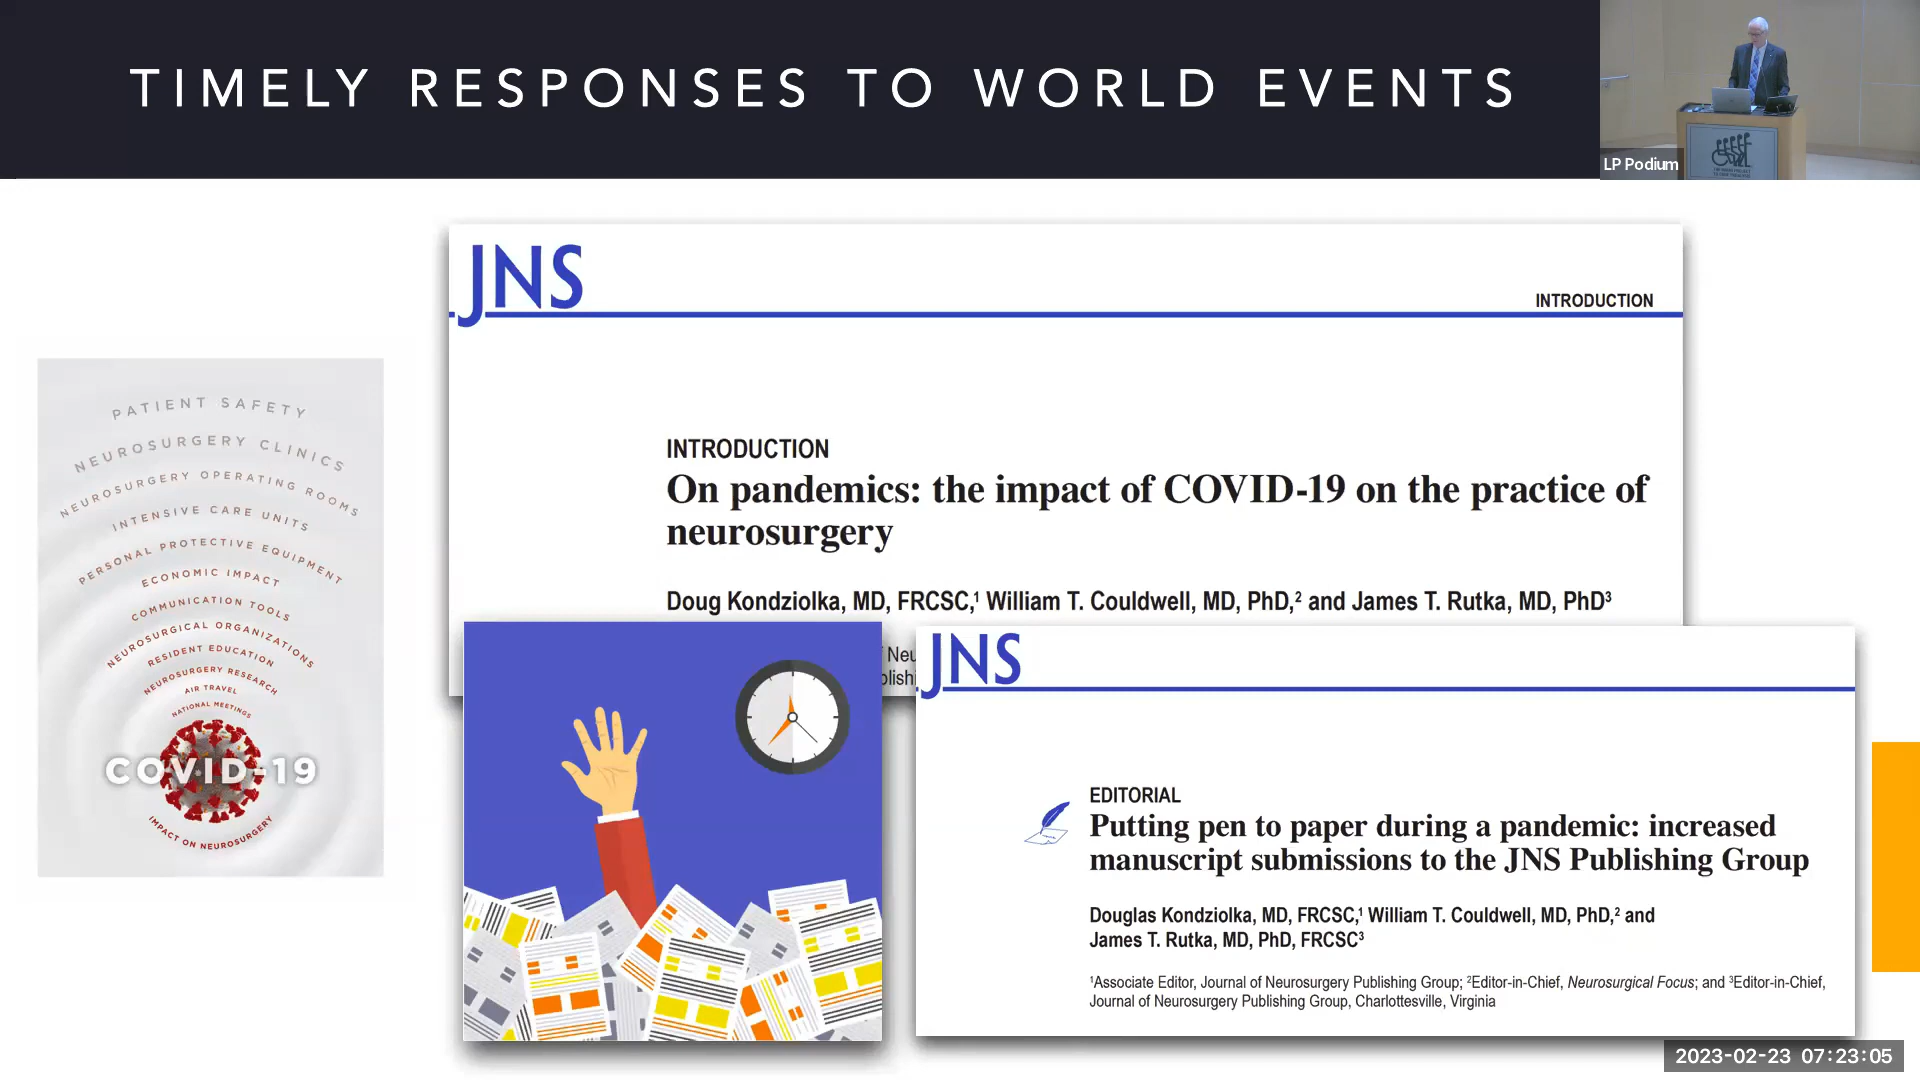 TIMELY RESPONSES TO WORLD EVENTS
LP Podium
JNS
INTRODUCTION
INTRODUCTION
On pandemics: the impact of COVID-19 on the practice of
neurosurgery
Doug Kondziolka, MD, FRCSC,¹ William T. Couldwell, MD, PhD,² and James T. Rutka, MD, PhD³
PATIENT SAFETY
NEUROSURGERY CLINICS
NEUROSURGERY OPERATING ROOMS
INTENSIVE CARE UNITS
PERSONAL PROTECTIVE EQUIPMENT
ECONOMIC IMPACT
COMMUNICATION TOOLS
NEUROSURGICAL ORGANIZATIONS
RESIDENT EDUCATION
NEUROSURGERY RESEARCH
AIR TRAVEL
NATIONAL MEETINGS
COVID-19
IMPACT ON NEUROSURGERY
JNS
EDITORIAL
Putting pen to paper during a pandemic: increased
manuscript submissions to the JNS Publishing Group
Douglas Kondziolka, MD, FRCSC,¹ William T. Couldwell, MD, PhD,² and
James T. Rutka, MD, PhD, FRCSC³
¹Associate Editor, Journal of Neurosurgery Publishing Group; ²Editor-in-Chief, Neurosurgical Focus; and ³Editor-in-Chief,
Journal of Neurosurgery Publishing Group, Charlottesville, Virginia
2023-02-23 07:23:05